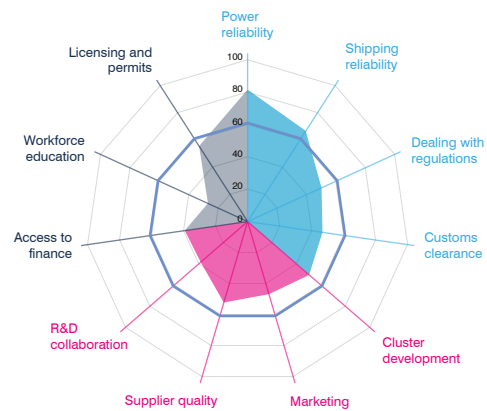 Power
reliability
Shipping
reliability
Dealing with
regulations
Customs
clearance
Cluster
development
Marketing
Supplier quality
R&D
collaboration
Access to
finance
Workforce
education
Licensing and
permits
100
80
60
40
20
0